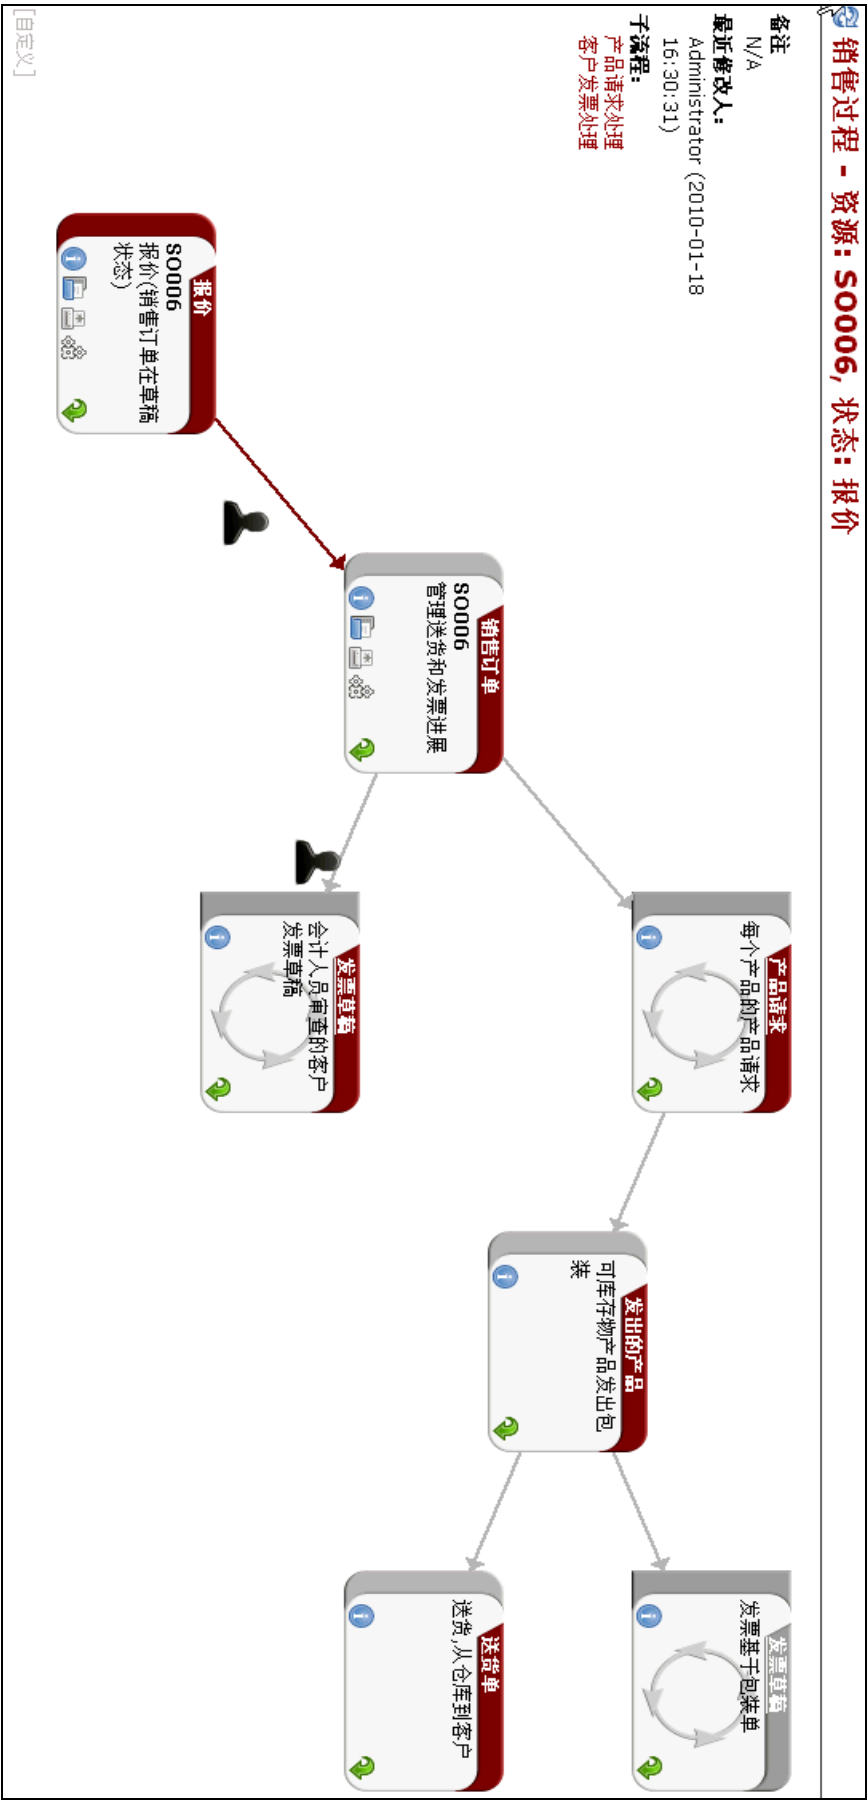 销售过程 - 资源: SO006, 状态: 报价
备注
N/A
最近修改人:
Administrator (2010-01-18
16:30:31)
子流程:
产品请求处理
客户发票处理
报价
SO006
报价(销售订单在草稿
状态)
销售订单
SO006
管理送货和发票进展
产品请求
每个产品的产品请求
发票草稿
会计人员审查的客户
发票草稿
发出的产品
可库存物产品发出包
装
发票草稿
发票基于包装单
送货单
送货,从仓库到客户
[自定义]